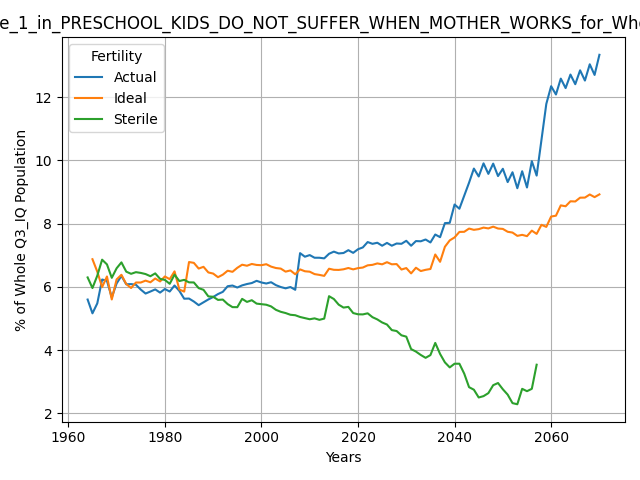 e_1_in_PRESCHOOL_KIDS_DO_NOT_SUFFER_WHEN_MOTHER_WORKS_for_Who
Fertility
Actual
Ideal
Sterile
% of Whole Q3_IQ Population
12
10
8
6
4
2
1960 1980 2000 2020 2040 2060
Years